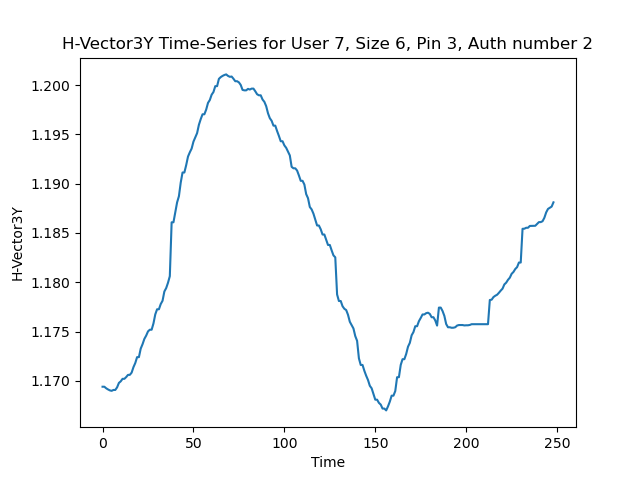 H-Vector3Y Time-Series for User 7, Size 6, Pin 3, Auth number 2
1.200
1.195
1.190
1.185
1.180
1.175
1.170
H-Vector3Y
0 50 100 150 200 250
Time